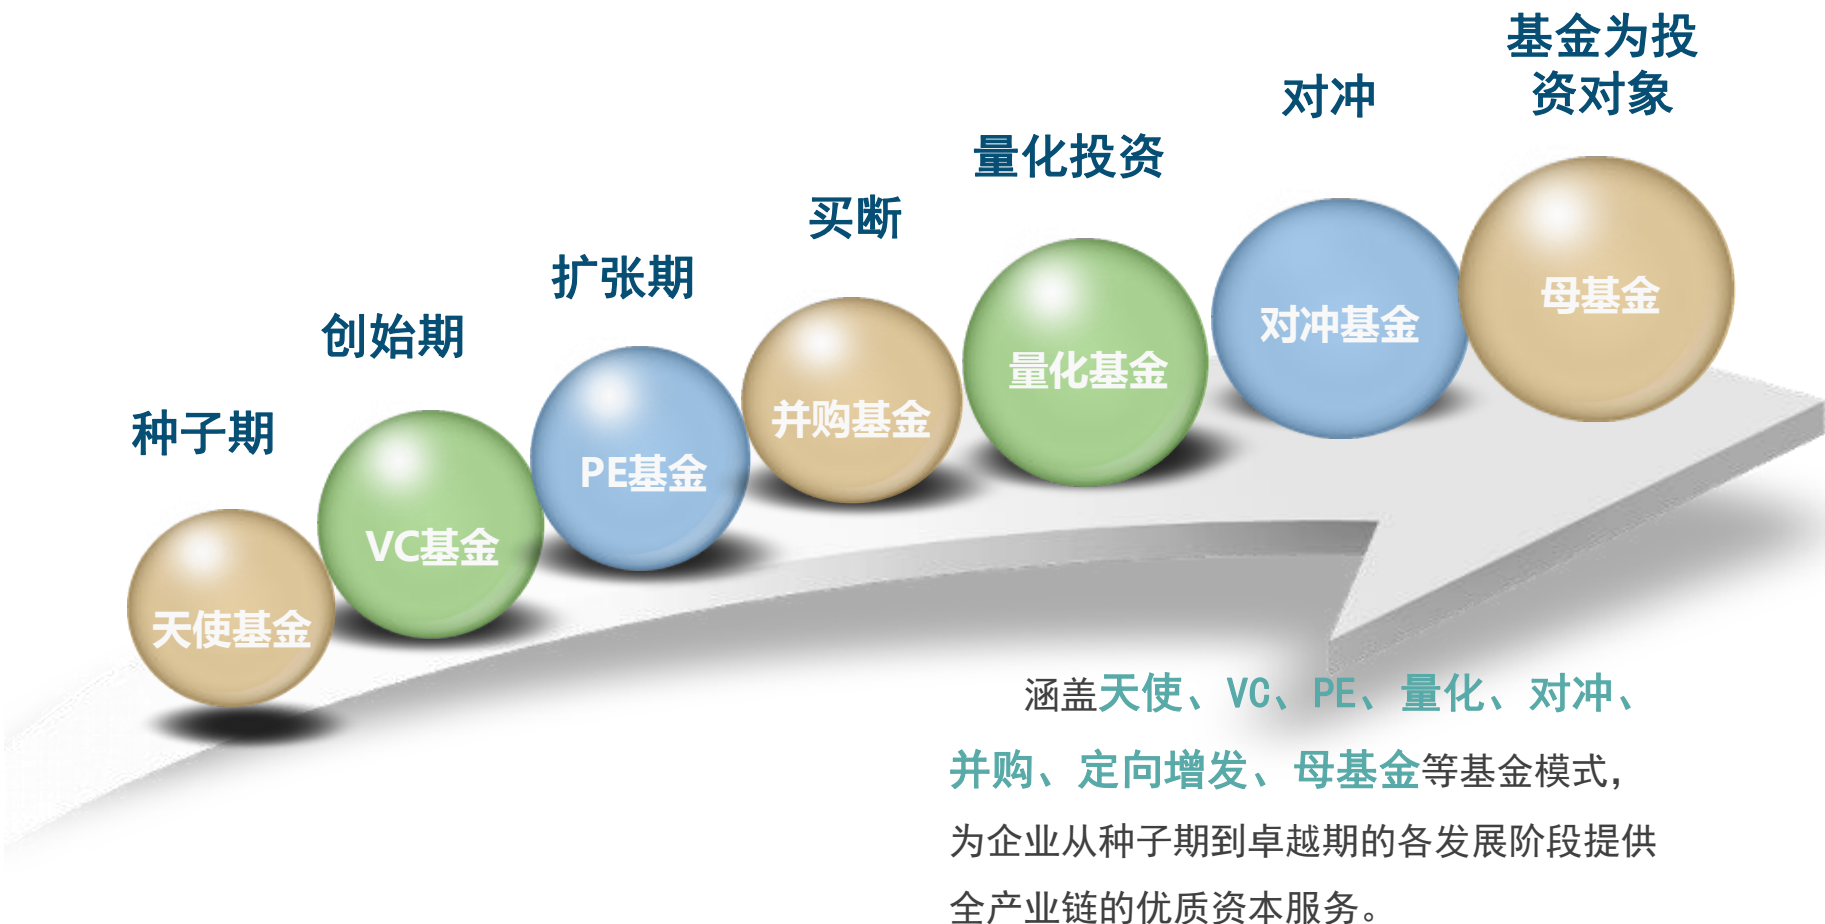 基金为投
资对象
对冲
量化投资
买断
扩张期
创始期
种子期
母基金
对冲基金
量化基金
并购基金
PE基金
VC基金
天使基金
涵盖天使、VC、PE、量化、对冲、
并购、定向增发、母基金等基金模式，
为企业从种子期到卓越期的各发展阶段提供
全产业链的优质资本服务。